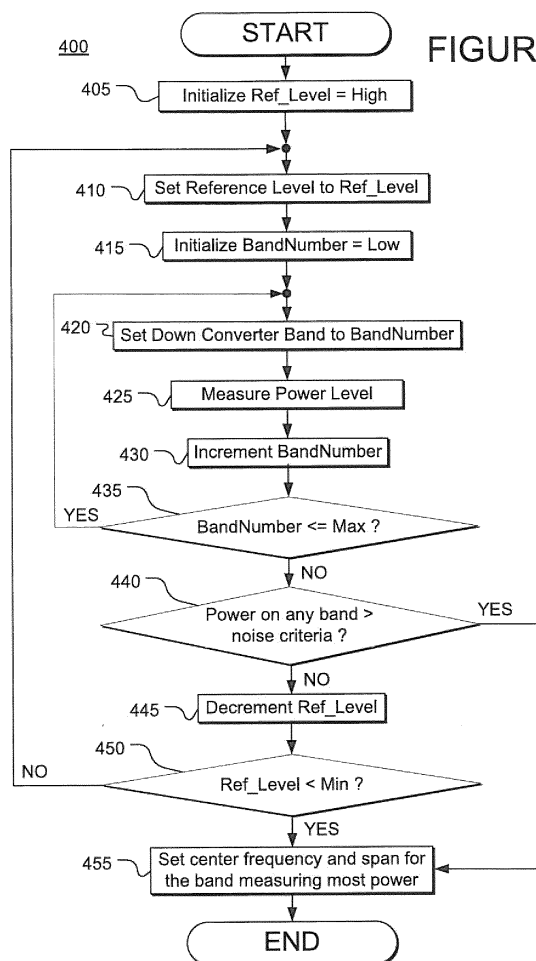 START
400
FIGUR
405
Initialize Ref_Level = High
410
Set Reference Level to Ref_Level
415
Initialize BandNumber = Low
420
Set Down Converter Band to BandNumber
425
Measure Power Level
430
Increment BandNumber
435
YES
BandNumber <= Max ?
NO
440
YES
Power on any band >
noise criteria ?
NO
445
Decrement Ref_Level
450
NO
Ref_Level < Min ?
YES
455
Set center frequency and span for
the band measuring most power
END